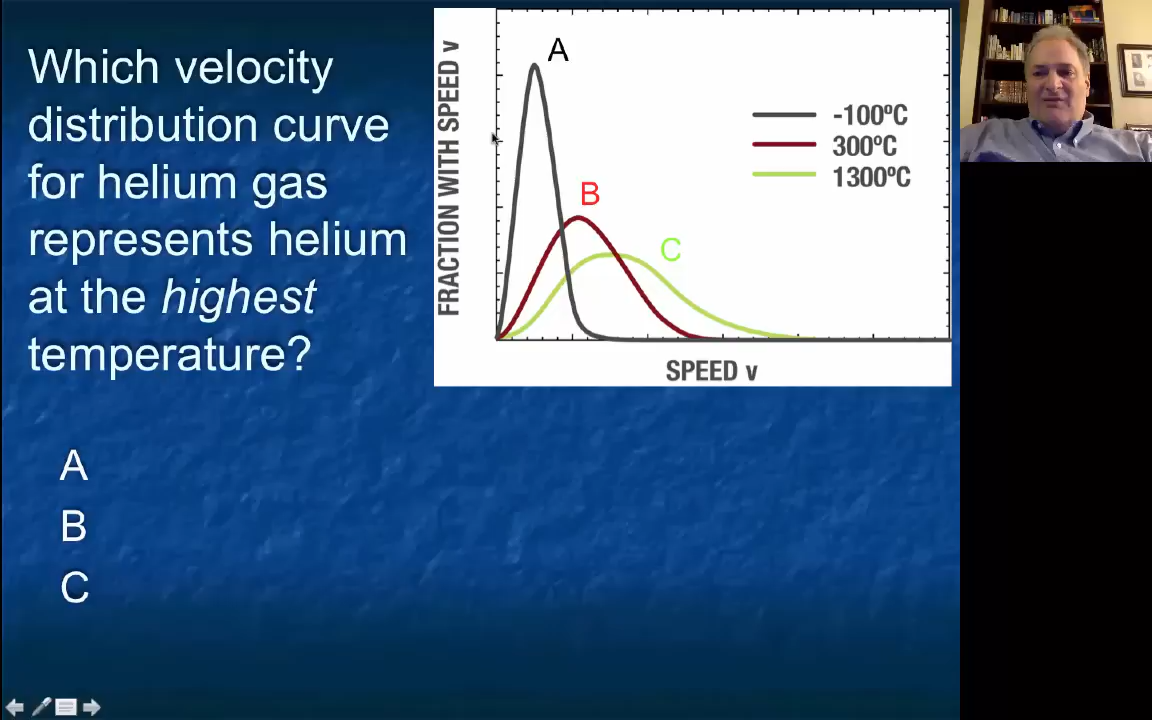 Which velocity
distribution curve
for helium gas
represents helium
at the highest
temperature?
A
B
C
FRACTION WITH SPEED v
A
B
C
-100ºC
300ºC
1300ºC
SPEED v